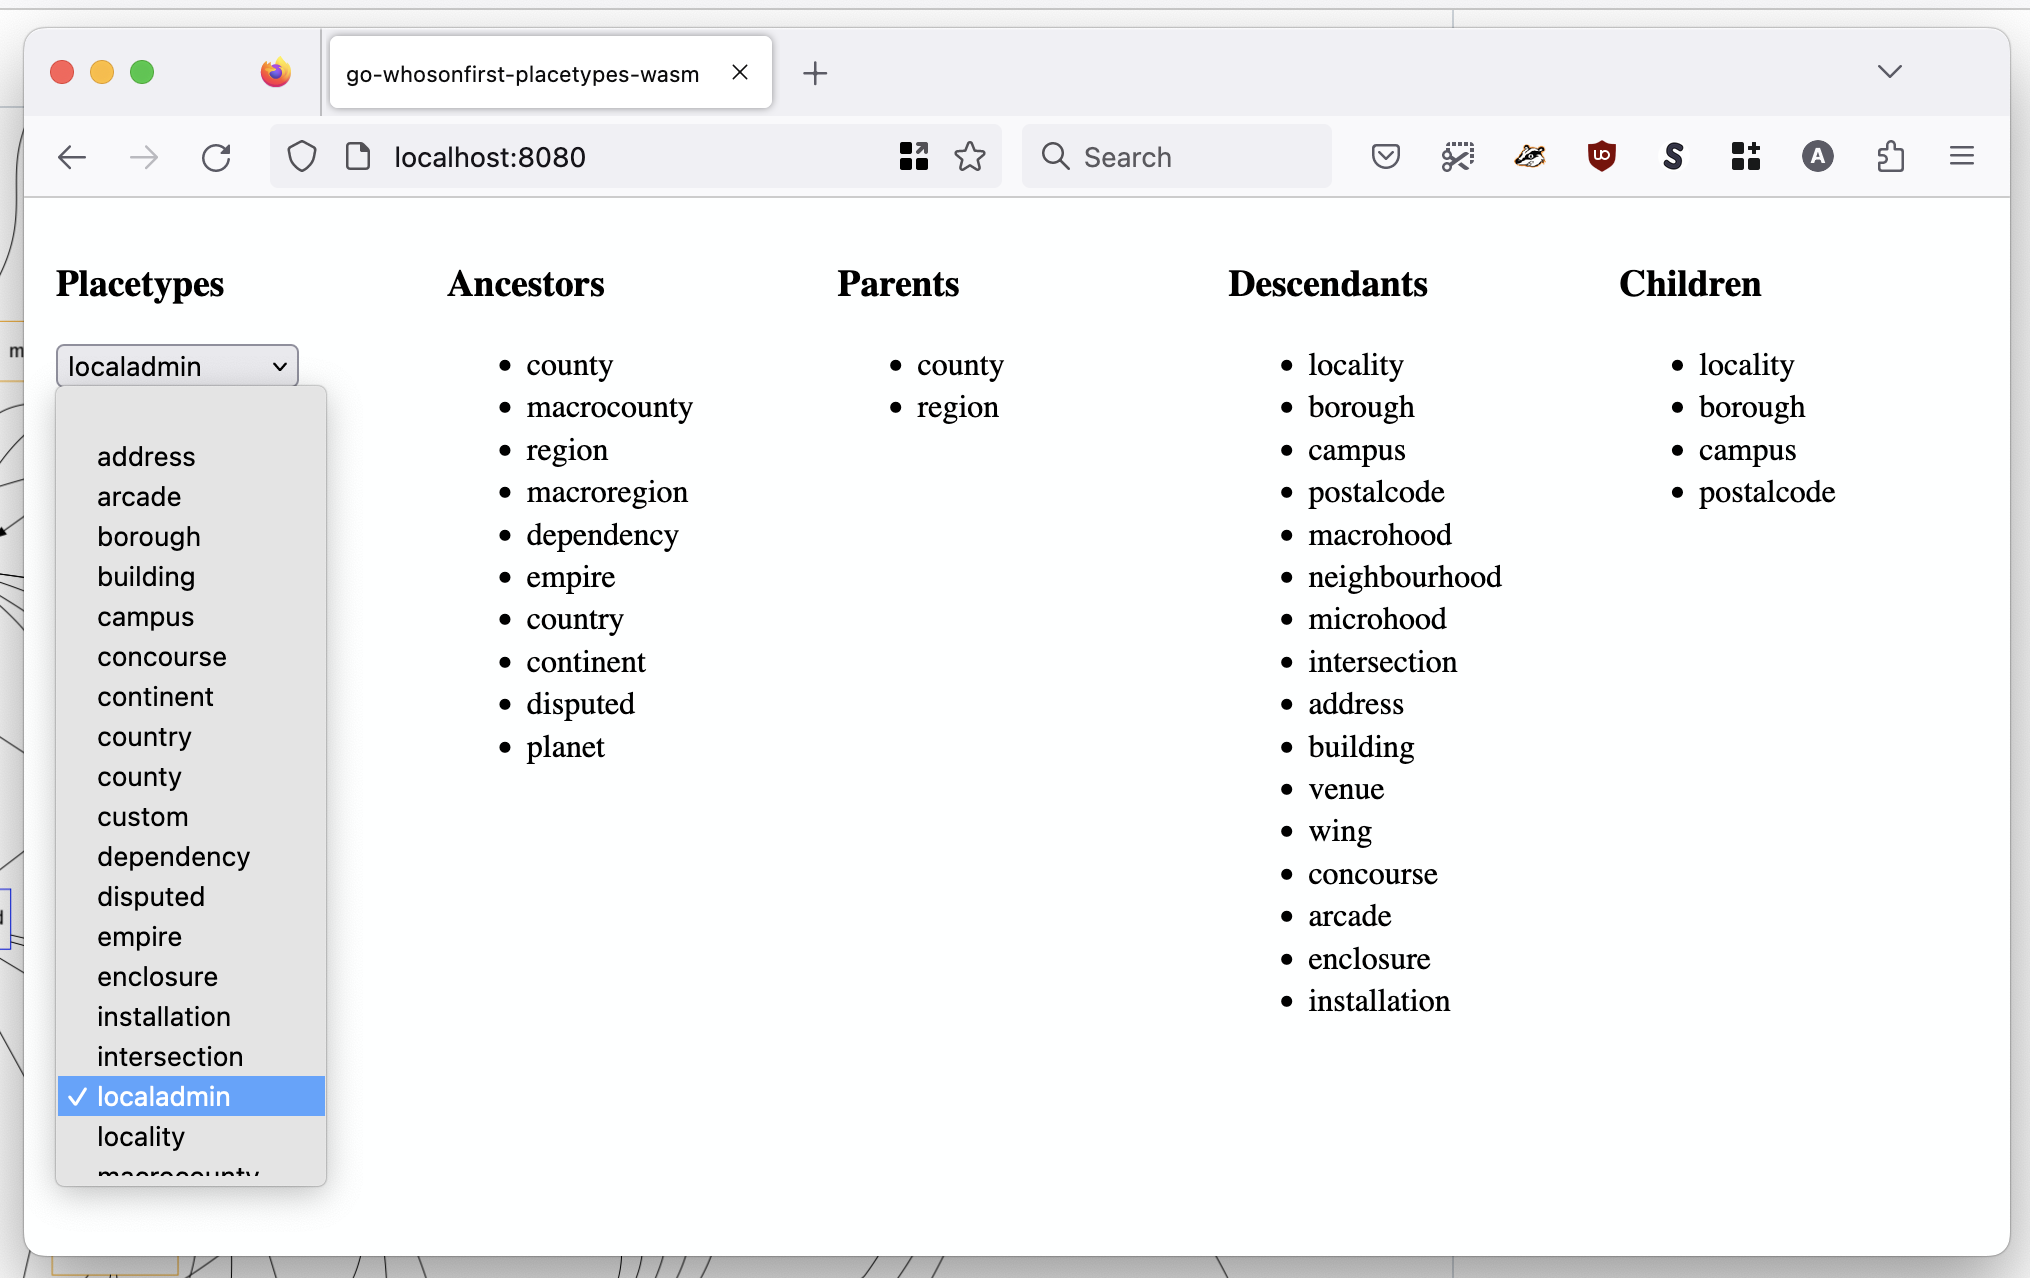 go-whosonfirst-placetypes-wasm
localhost:8080
Search
Placetypes
localadmin
address
arcade
borough
building
campus
concourse
continent
country
county
custom
dependency
disputed
empire
enclosure
installation
intersection
localadmin
locality
macrocounty
Ancestors
county
macrocounty
region
macroregion
dependency
empire
country
continent
disputed
planet
Parents
county
region
Descendants
locality
borough
campus
postalcode
macrohood
neighbourhood
microhood
intersection
address
building
venue
wing
concourse
arcade
enclosure
installation
Children
locality
borough
campus
postalcode